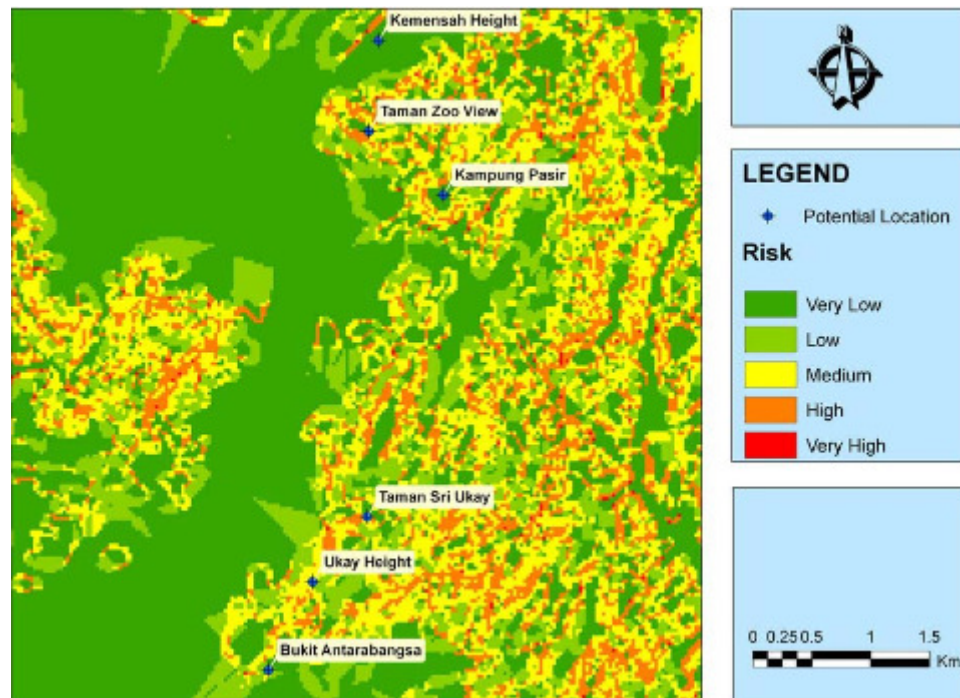 Kemensah Height
Taman Zoo View
Kampung Pasir
Taman Sri Ukay
Ukay Height
Bukit Antarabangsa
LEGEND
Potential Location
Risk
Very Low
Low
Medium
High
Very High
0 0.25 0.5 1 1.5
Km